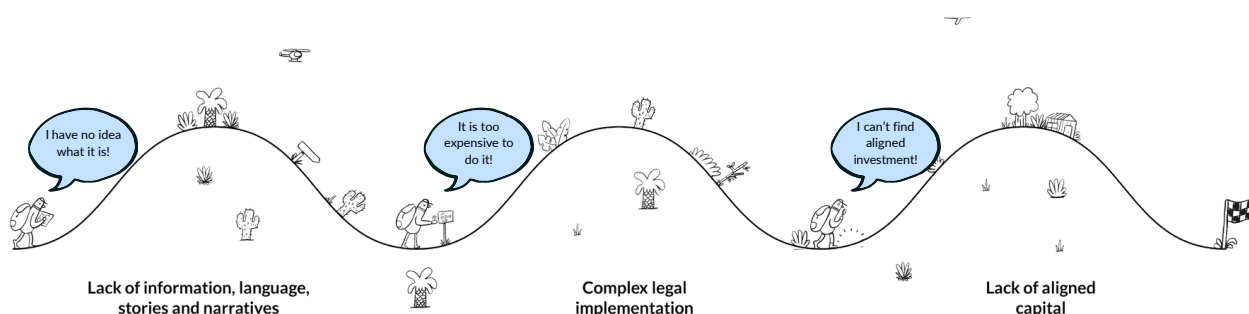 I have no idea
what it is!
It is too
expensive to
do it!
I can't find
aligned
investment!
Lack of information, language,
stories and narratives
Complex legal
implementation
Lack of aligned
capital